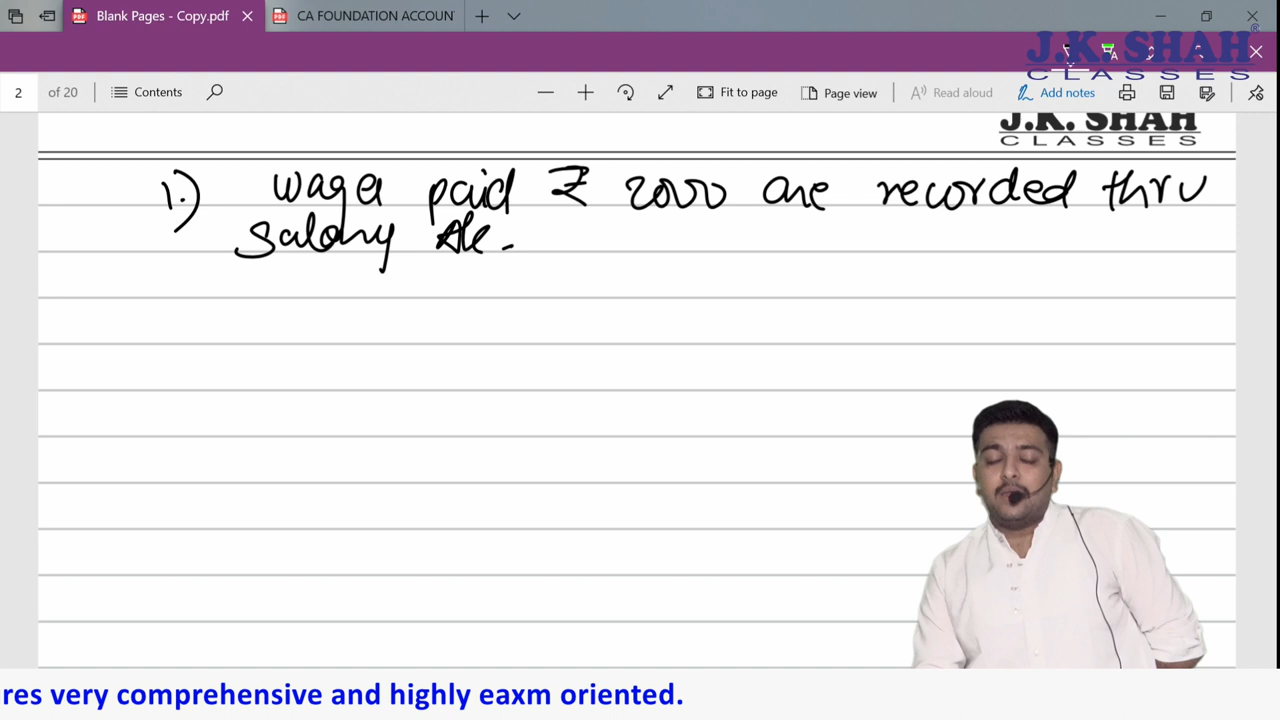 Blank Pages - Copy.pdf
CA FOUNDATION ACCOUN
J.K. SHAH®
CLASSES
2 of 20 Contents Fit to page Page view Read aloud Add notes
J.K. SHAH
CLASSES
1.) wages paid ₹ 2000 are recorded thru
salary A/c.
res very comprehensive and highly eaxm oriented.